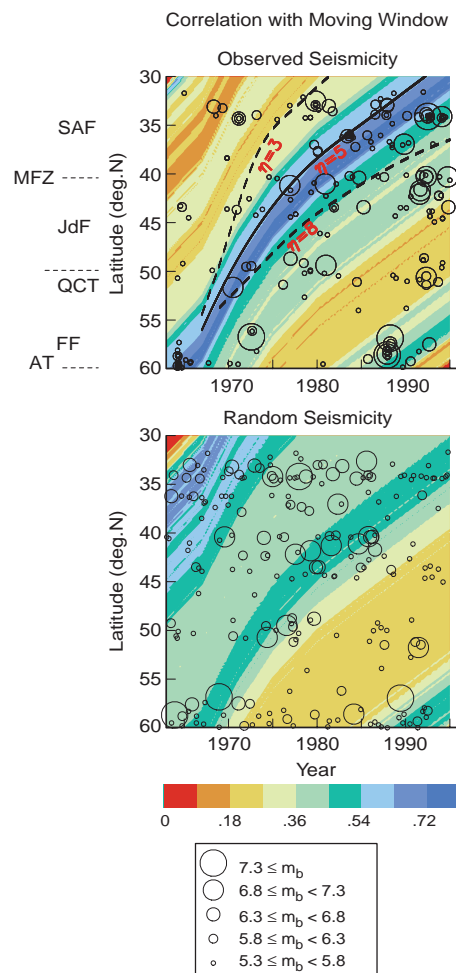 Correlation with Moving Window
Observed Seismicity
30
35
40
45
50
55
60
Latitude (deg.N)
SAF
MFZ
JdF
QCT
FF
AT
η=3
η=5
η=8
1970 1980 1990
Random Seismicity
30
35
40
45
50
55
60
Latitude (deg.N)
1970 1980 1990
Year
0 .18 .36 .54 .72
7.3 ≤ m_b
6.8 ≤ m_b < 7.3
6.3 ≤ m_b < 6.8
5.8 ≤ m_b < 6.3
5.3 ≤ m_b < 5.8